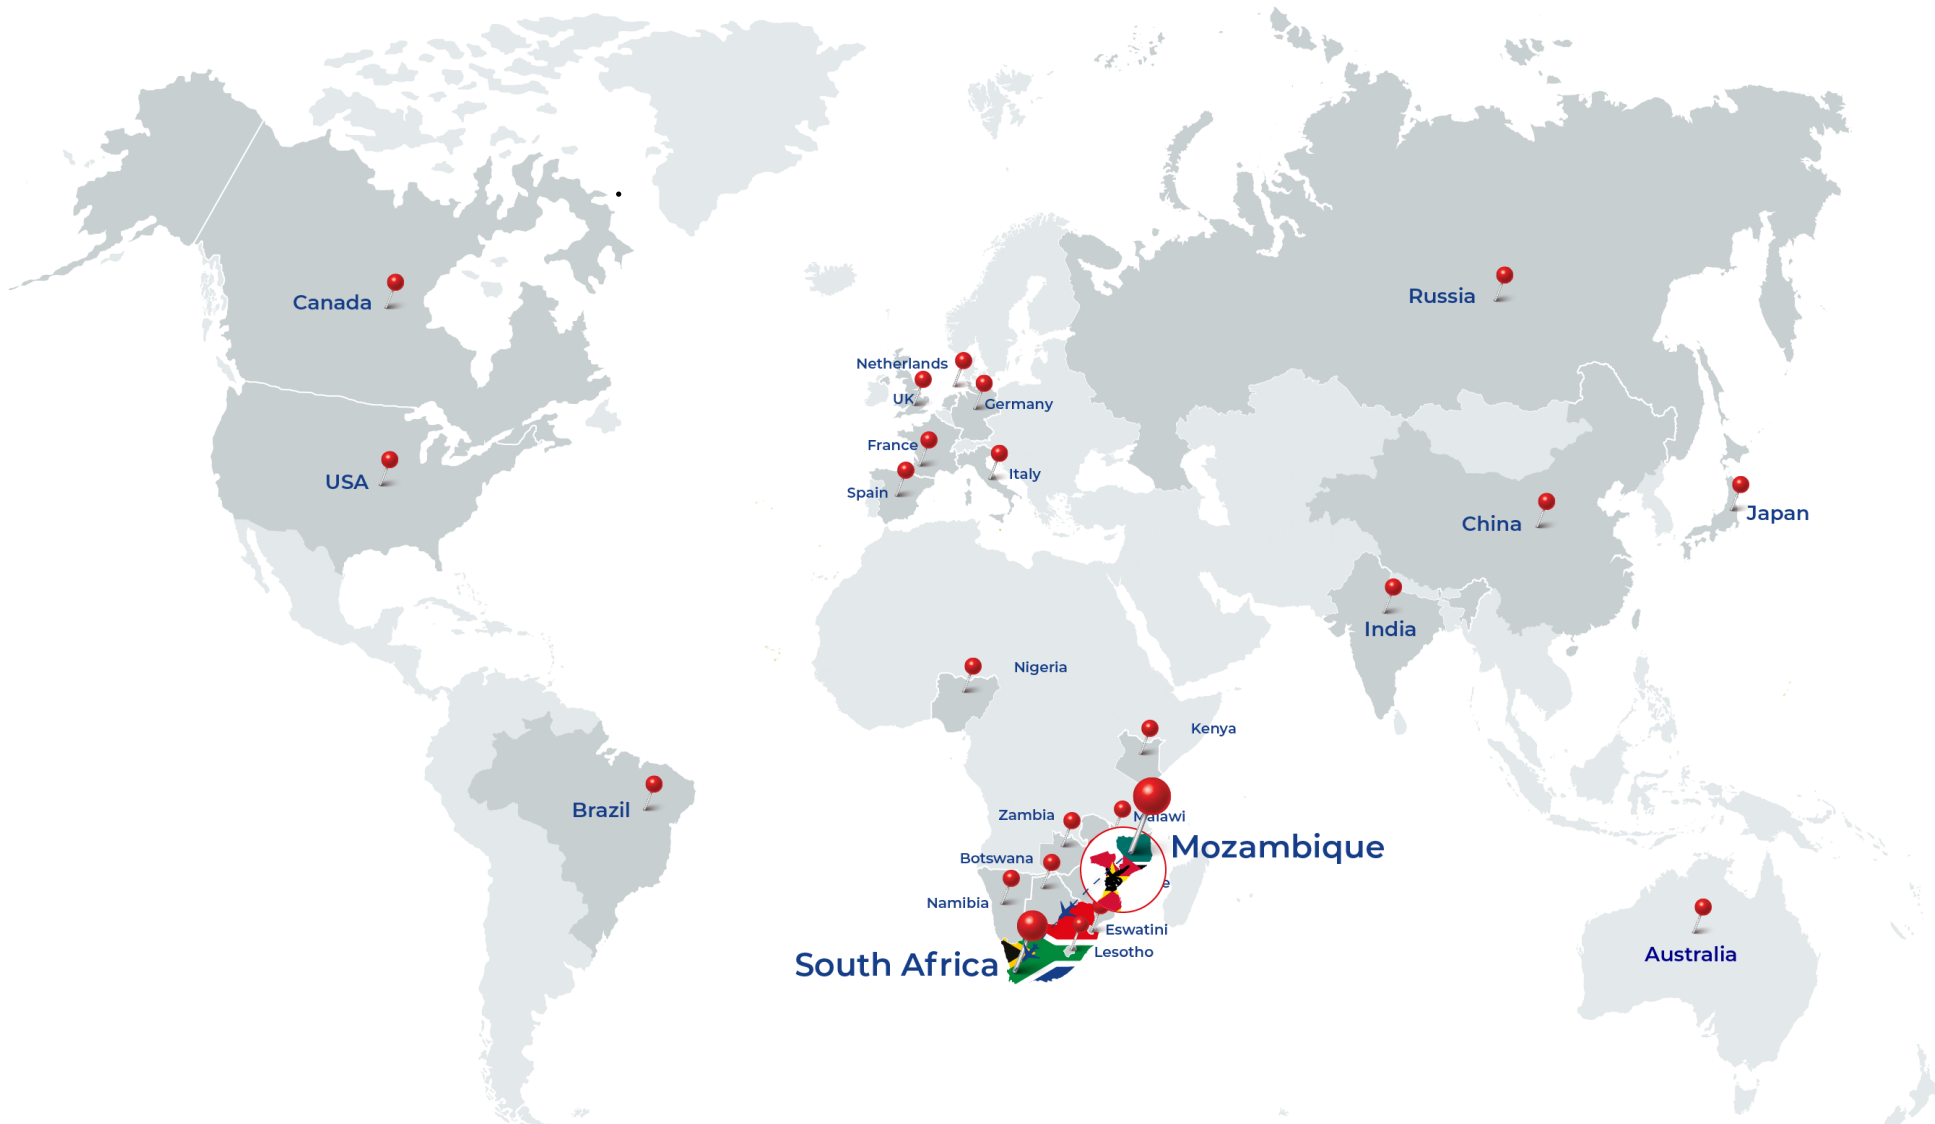 Canada
Russia
Netherlands
UK
Germany
France
Italy
USA
Spain
China
Japan
India
Nigeria
Kenya
Brazil
Zambia
Malawi
Mozambique
Botswana
Namibia
Eswatini
Lesotho
South Africa
Australia